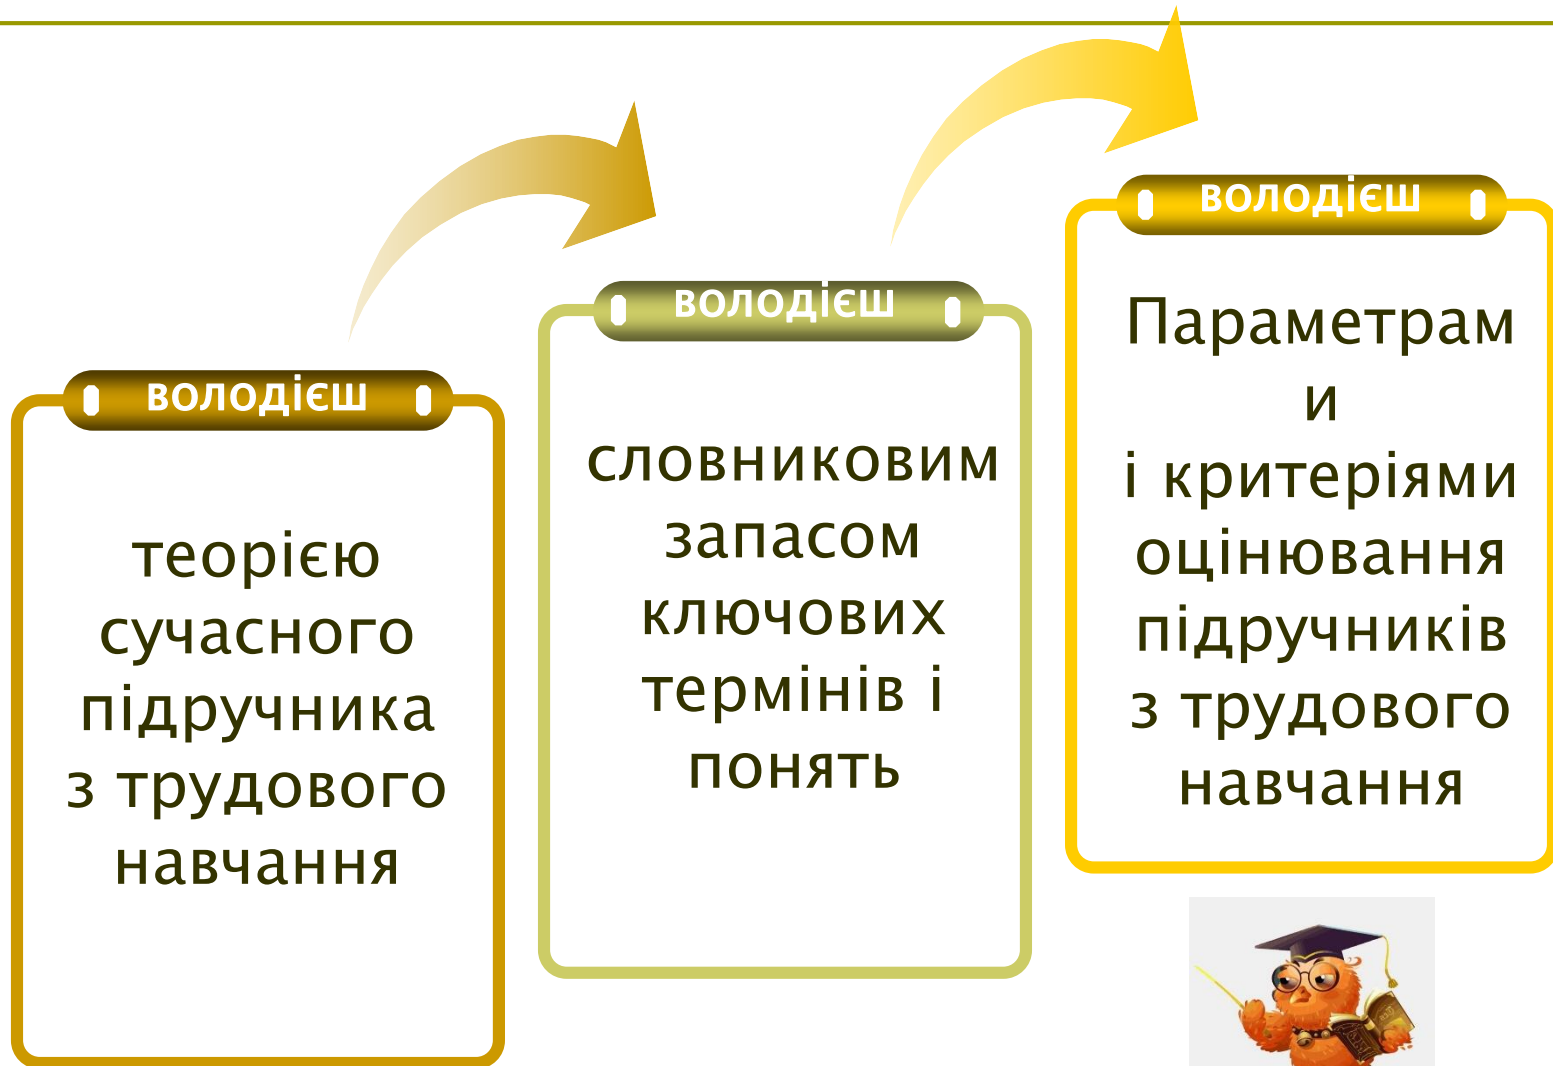 володієш
теорією
сучасного
підручника
з трудового
навчання
володієш
словниковим
запасом
ключових
термінів і
понять
володієш
Параметрам
и
і критеріями
оцінювання
підручників
з трудового
навчання